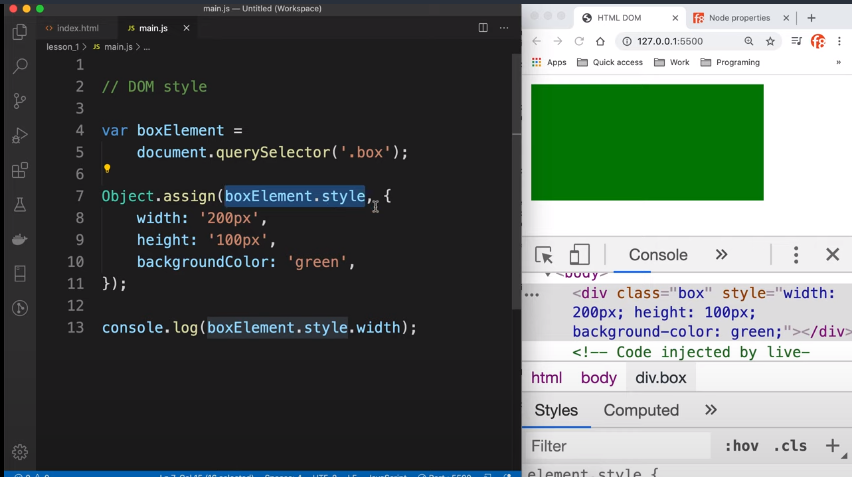 main.js — Untitled (Workspace)
index.html
main.js
lesson_1 > main.js > ...
1
2 // DOM style
3
4 var boxElement =
5 document.querySelector('.box');
6
7 Object.assign(boxElement.style, {
8 width: '200px',
9 height: '100px',
10 backgroundColor: 'green',
11 });
12
13 console.log(boxElement.style.width);
HTML DOM
Node properties
127.0.0.1:5500
Apps Quick access Work Programing
Console
<body>
<div class="box" style="width:
200px; height: 100px;
background-color: green;"></div>
<!-- Code injected by live-
html body div.box
Styles Computed
Filter :hov .cls
element.style {